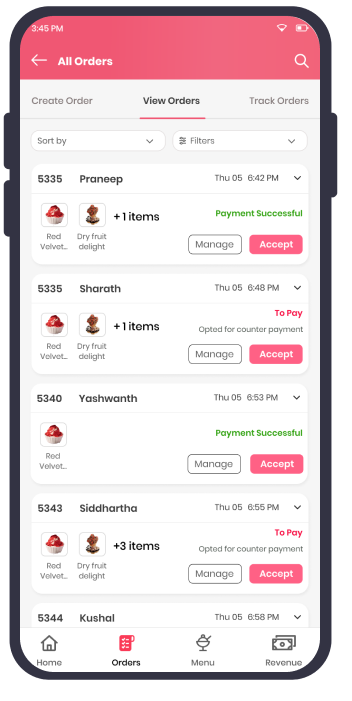 3:45 PM
All Orders
Create Order View Orders Track Orders
Sort by Filters
5335 Praneep Thu 05 6:42 PM
+ 1 items Payment Successful
Red Velvet... Dry fruit delight
Manage Accept
5335 Sharath Thu 05 6:48 PM
To Pay
+ 1 items Opted for counter payment
Red Velvet... Dry fruit delight
Manage Accept
5340 Yashwanth Thu 05 6:53 PM
Payment Successful
Red Velvet...
Manage Accept
5343 Siddhartha Thu 05 6:55 PM
To Pay
+3 items Opted for counter payment
Red Velvet... Dry fruit delight
Manage Accept
5344 Kushal Thu 05 6:58 PM
Home Orders Menu Revenue